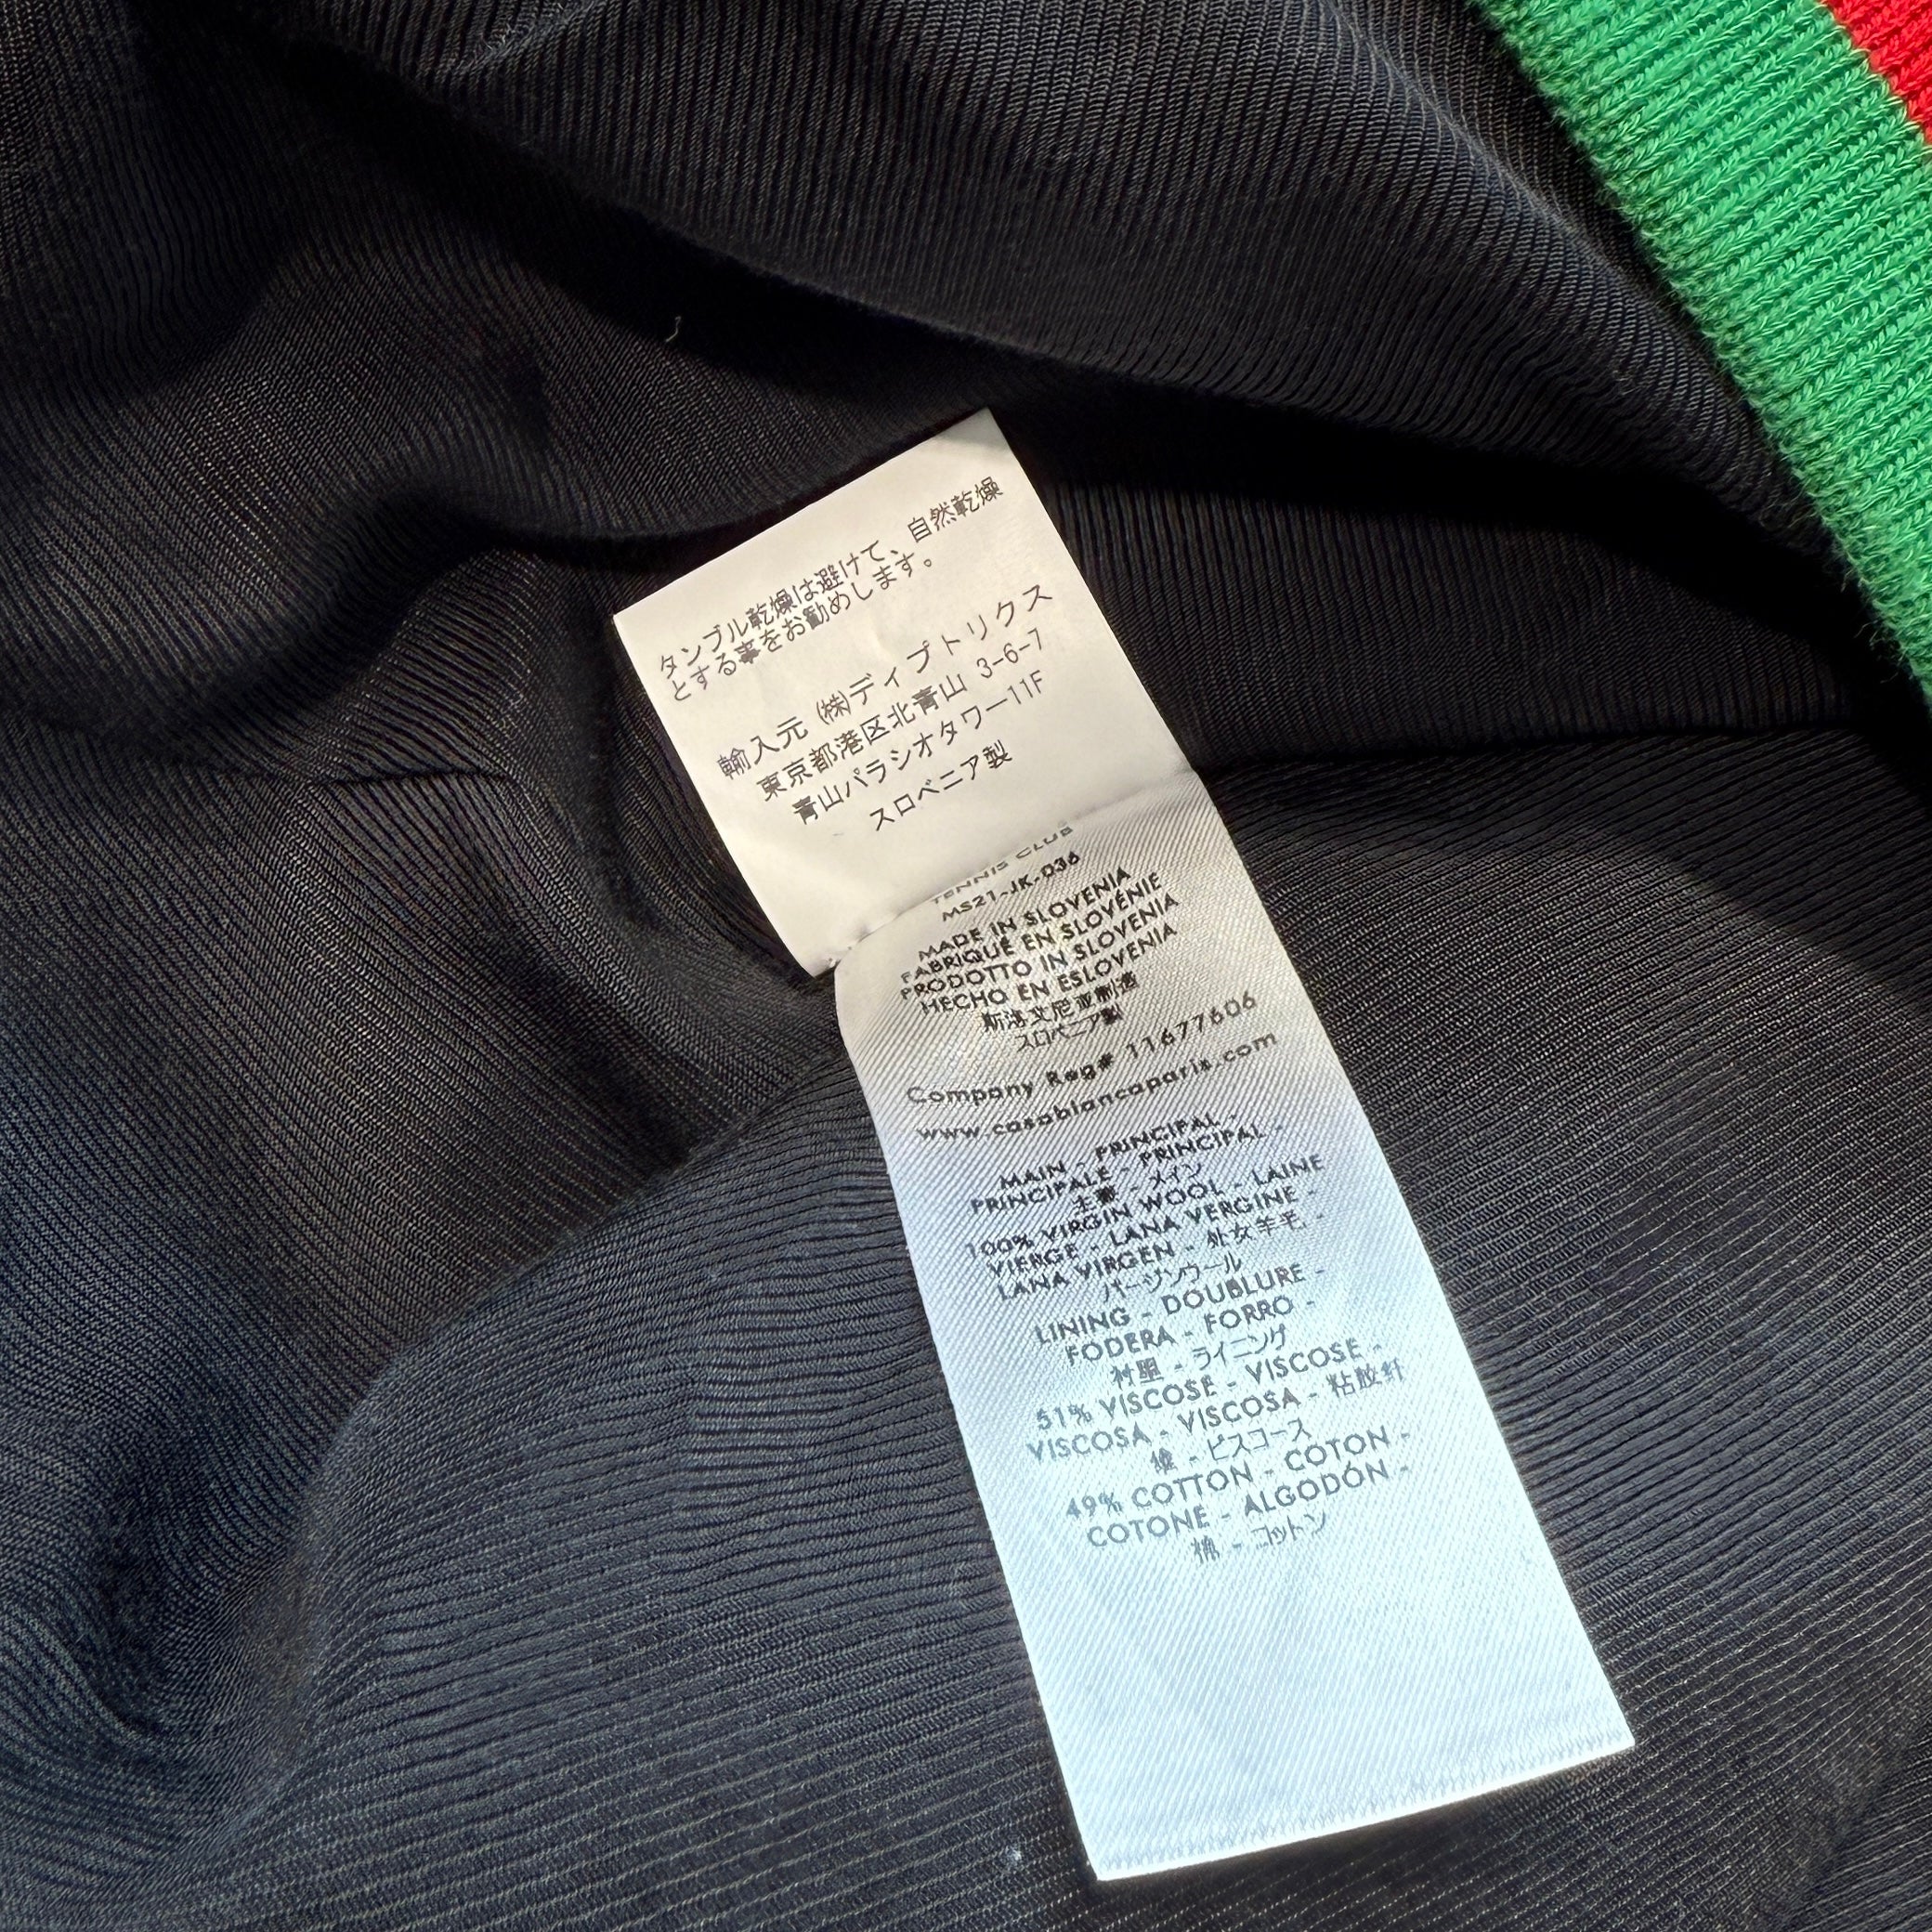 タンブル乾燥は避けて、自然乾燥
とする事をお勧めします。
輸入元 (株)ディプトリクス
東京都港区北青山 3-6-7
青山パラシオタワー11F
スロベニア製
TENNIS CLUB
MS21-JK-036
MADE IN SLOVENIA
FABRIQUÉ EN SLOVÉNIE
PRODOTTO IN SLOVENIA
HECHO EN ESLOVENIA
斯洛文尼亚制造
スロベニア製
Company Reg# 11677606
www.casablancaparis.com
MAIN - PRINCIPAL -
PRINCIPALE - PRINCIPAL -
主要 - メイン
100% VIRGIN WOOL - LAINE
VIERGE - LANA VERGINE -
LANA VIRGEN - 处女羊毛 -
バージンウール
LINING - DOUBLURE -
FODERA - FORRO -
衬里 - ライニング
51% VISCOSE - VISCOSE -
VISCOSA - VISCOSA - 粘胶纤
维 - ビスコース
49% COTTON - COTON -
COTONE - ALGODÓN -
棉 - コットン